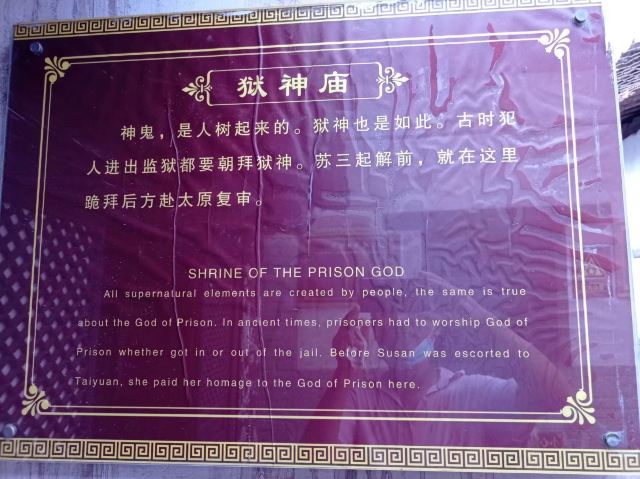 狱神庙
神鬼，是人树起来的。狱神也是如此。古时犯
人进出监狱都要朝拜狱神。苏三起解前，就在这里
跪拜后方赴太原复审。
SHRINE OF THE PRISON GOD
All supernatural elements are created by people, the same is true
about the God of Prison. In ancient times, prisoners had to worship God of
Prison whether got in or out of the jail. Before Susan was escorted to
Taiyuan, she paid her homage to the God of Prison here.